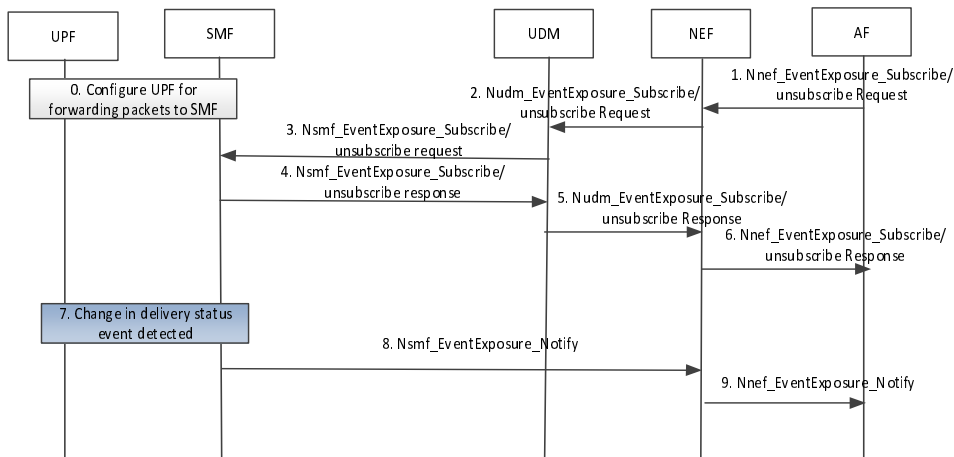 UPF
SMF
UDM
NEF
AF
0. Configure UPF for
forwarding packets to SMF
1. Nnef_EventExposure_Subscribe/
unsubscribe Request
2. Nudm_EventExposure_Subscribe/
unsubscribe Request
3. Nsmf_EventExposure_Subscribe/
unsubscribe request
4. Nsmf_EventExposure_Subscribe/
unsubscribe response
5. Nudm_EventExposure_Subscribe/
unsubscribe Response
6. Nnef_EventExposure_Subscribe/
unsubscribe Response
7. Change in delivery status
event detected
8. Nsmf_EventExposure_Notify
9. Nnef_EventExposure_Notify